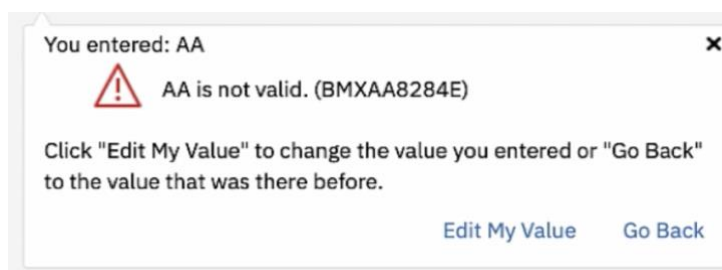 You entered: AA
AA is not valid. (BMXAA8284E)
Click "Edit My Value" to change the value you entered or "Go Back"
to the value that was there before.
Edit My Value Go Back